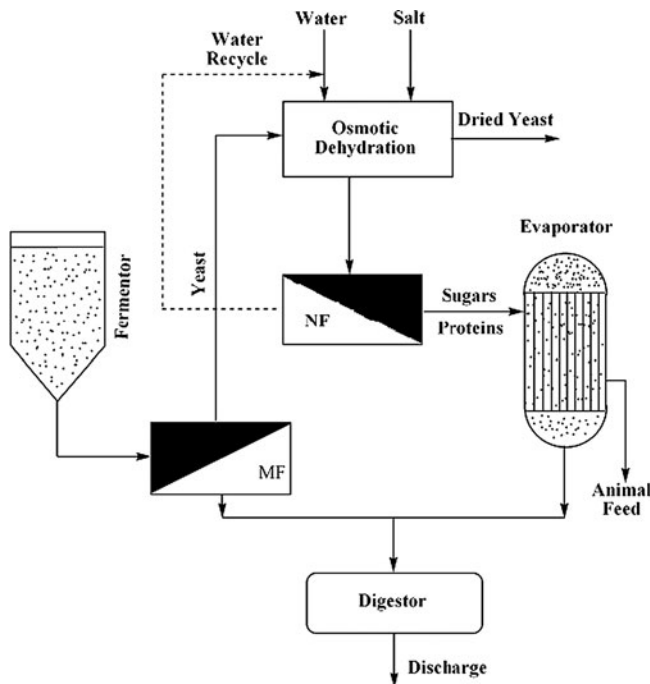 Water
Salt
Water
Recycle
Osmotic
Dehydration
Dried Yeast
Evaporator
Fermentor
Yeast
NF
Sugars
Proteins
MF
Animal
Feed
Digestor
Discharge